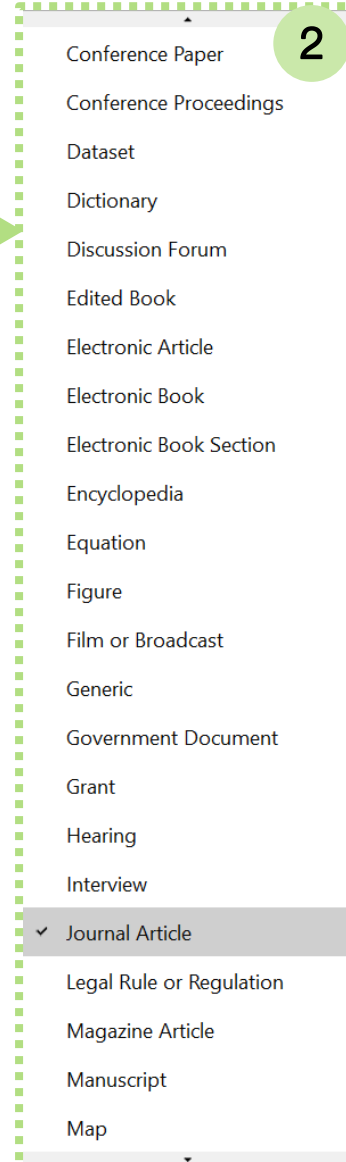 2
Conference Paper
Conference Proceedings
Dataset
Dictionary
Discussion Forum
Edited Book
Electronic Article
Electronic Book
Electronic Book Section
Encyclopedia
Equation
Figure
Film or Broadcast
Generic
Government Document
Grant
Hearing
Interview
Journal Article
Legal Rule or Regulation
Magazine Article
Manuscript
Map